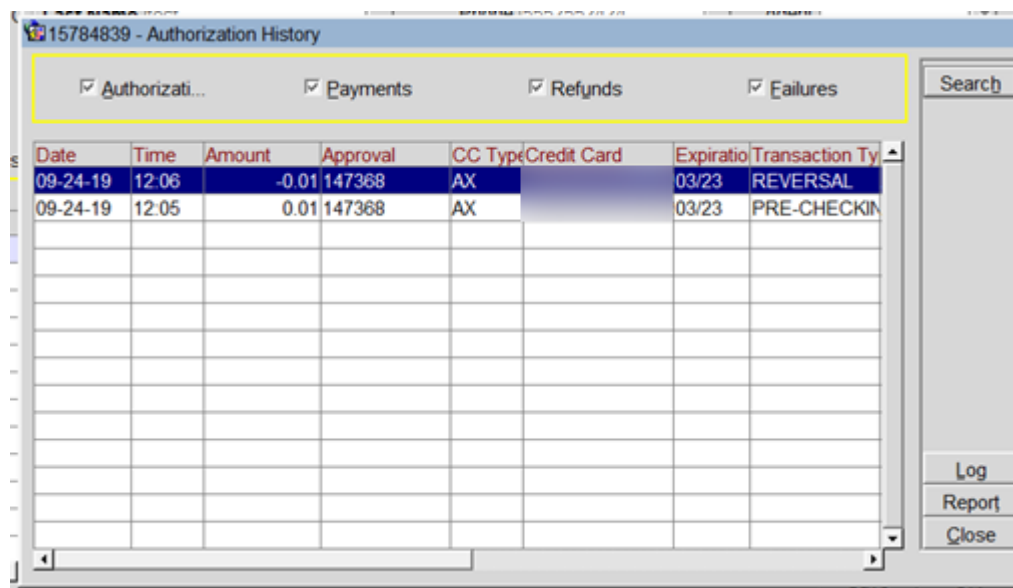 15784839 - Authorization History
Authorizati... Payments Refunds Failures Search
Date Time Amount Approval CC Type Credit Card Expiratio Transaction Ty
09-24-19 12:06 -0.01 147368 AX 03/23 REVERSAL
09-24-19 12:05 0.01 147368 AX 03/23 PRE-CHECKIN
Log
Report
Close